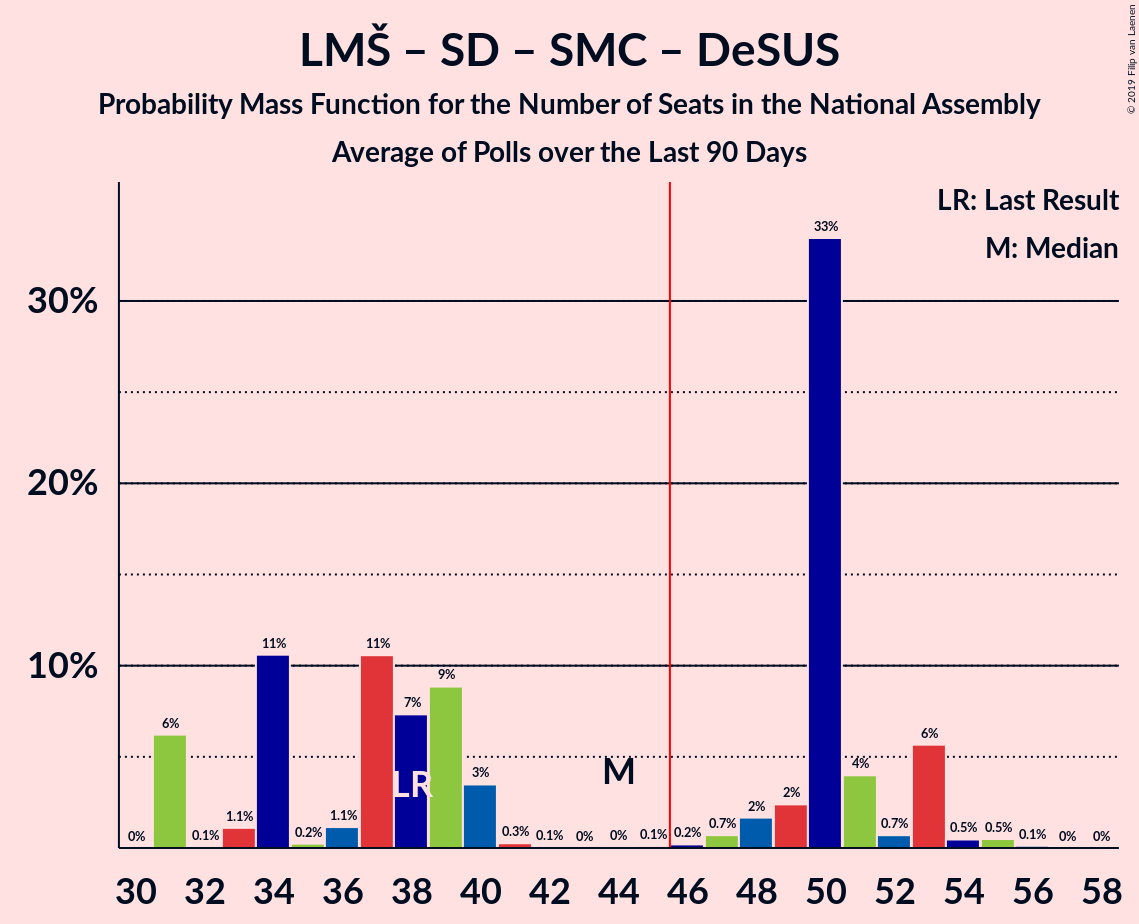 LMŠ – SD – SMC – DeSUS
Probability Mass Function for the Number of Seats in the National Assembly
Average of Polls over the Last 90 Days
© 2019 Filip van Laenen
LR: Last Result
M: Median
30%
20%
10%
0% 6% 0.1% 1.1% 11% 0.2% 1.1% 11% 7% 9% 3% 0.3% 0.1% 0% 0% 0.1% 0.2% 0.7% 2% 2% 33% 4% 0.7% 6% 0.5% 0.5% 0.1% 0% 0%
LR
M
30 32 34 36 38 40 42 44 46 48 50 52 54 56 58